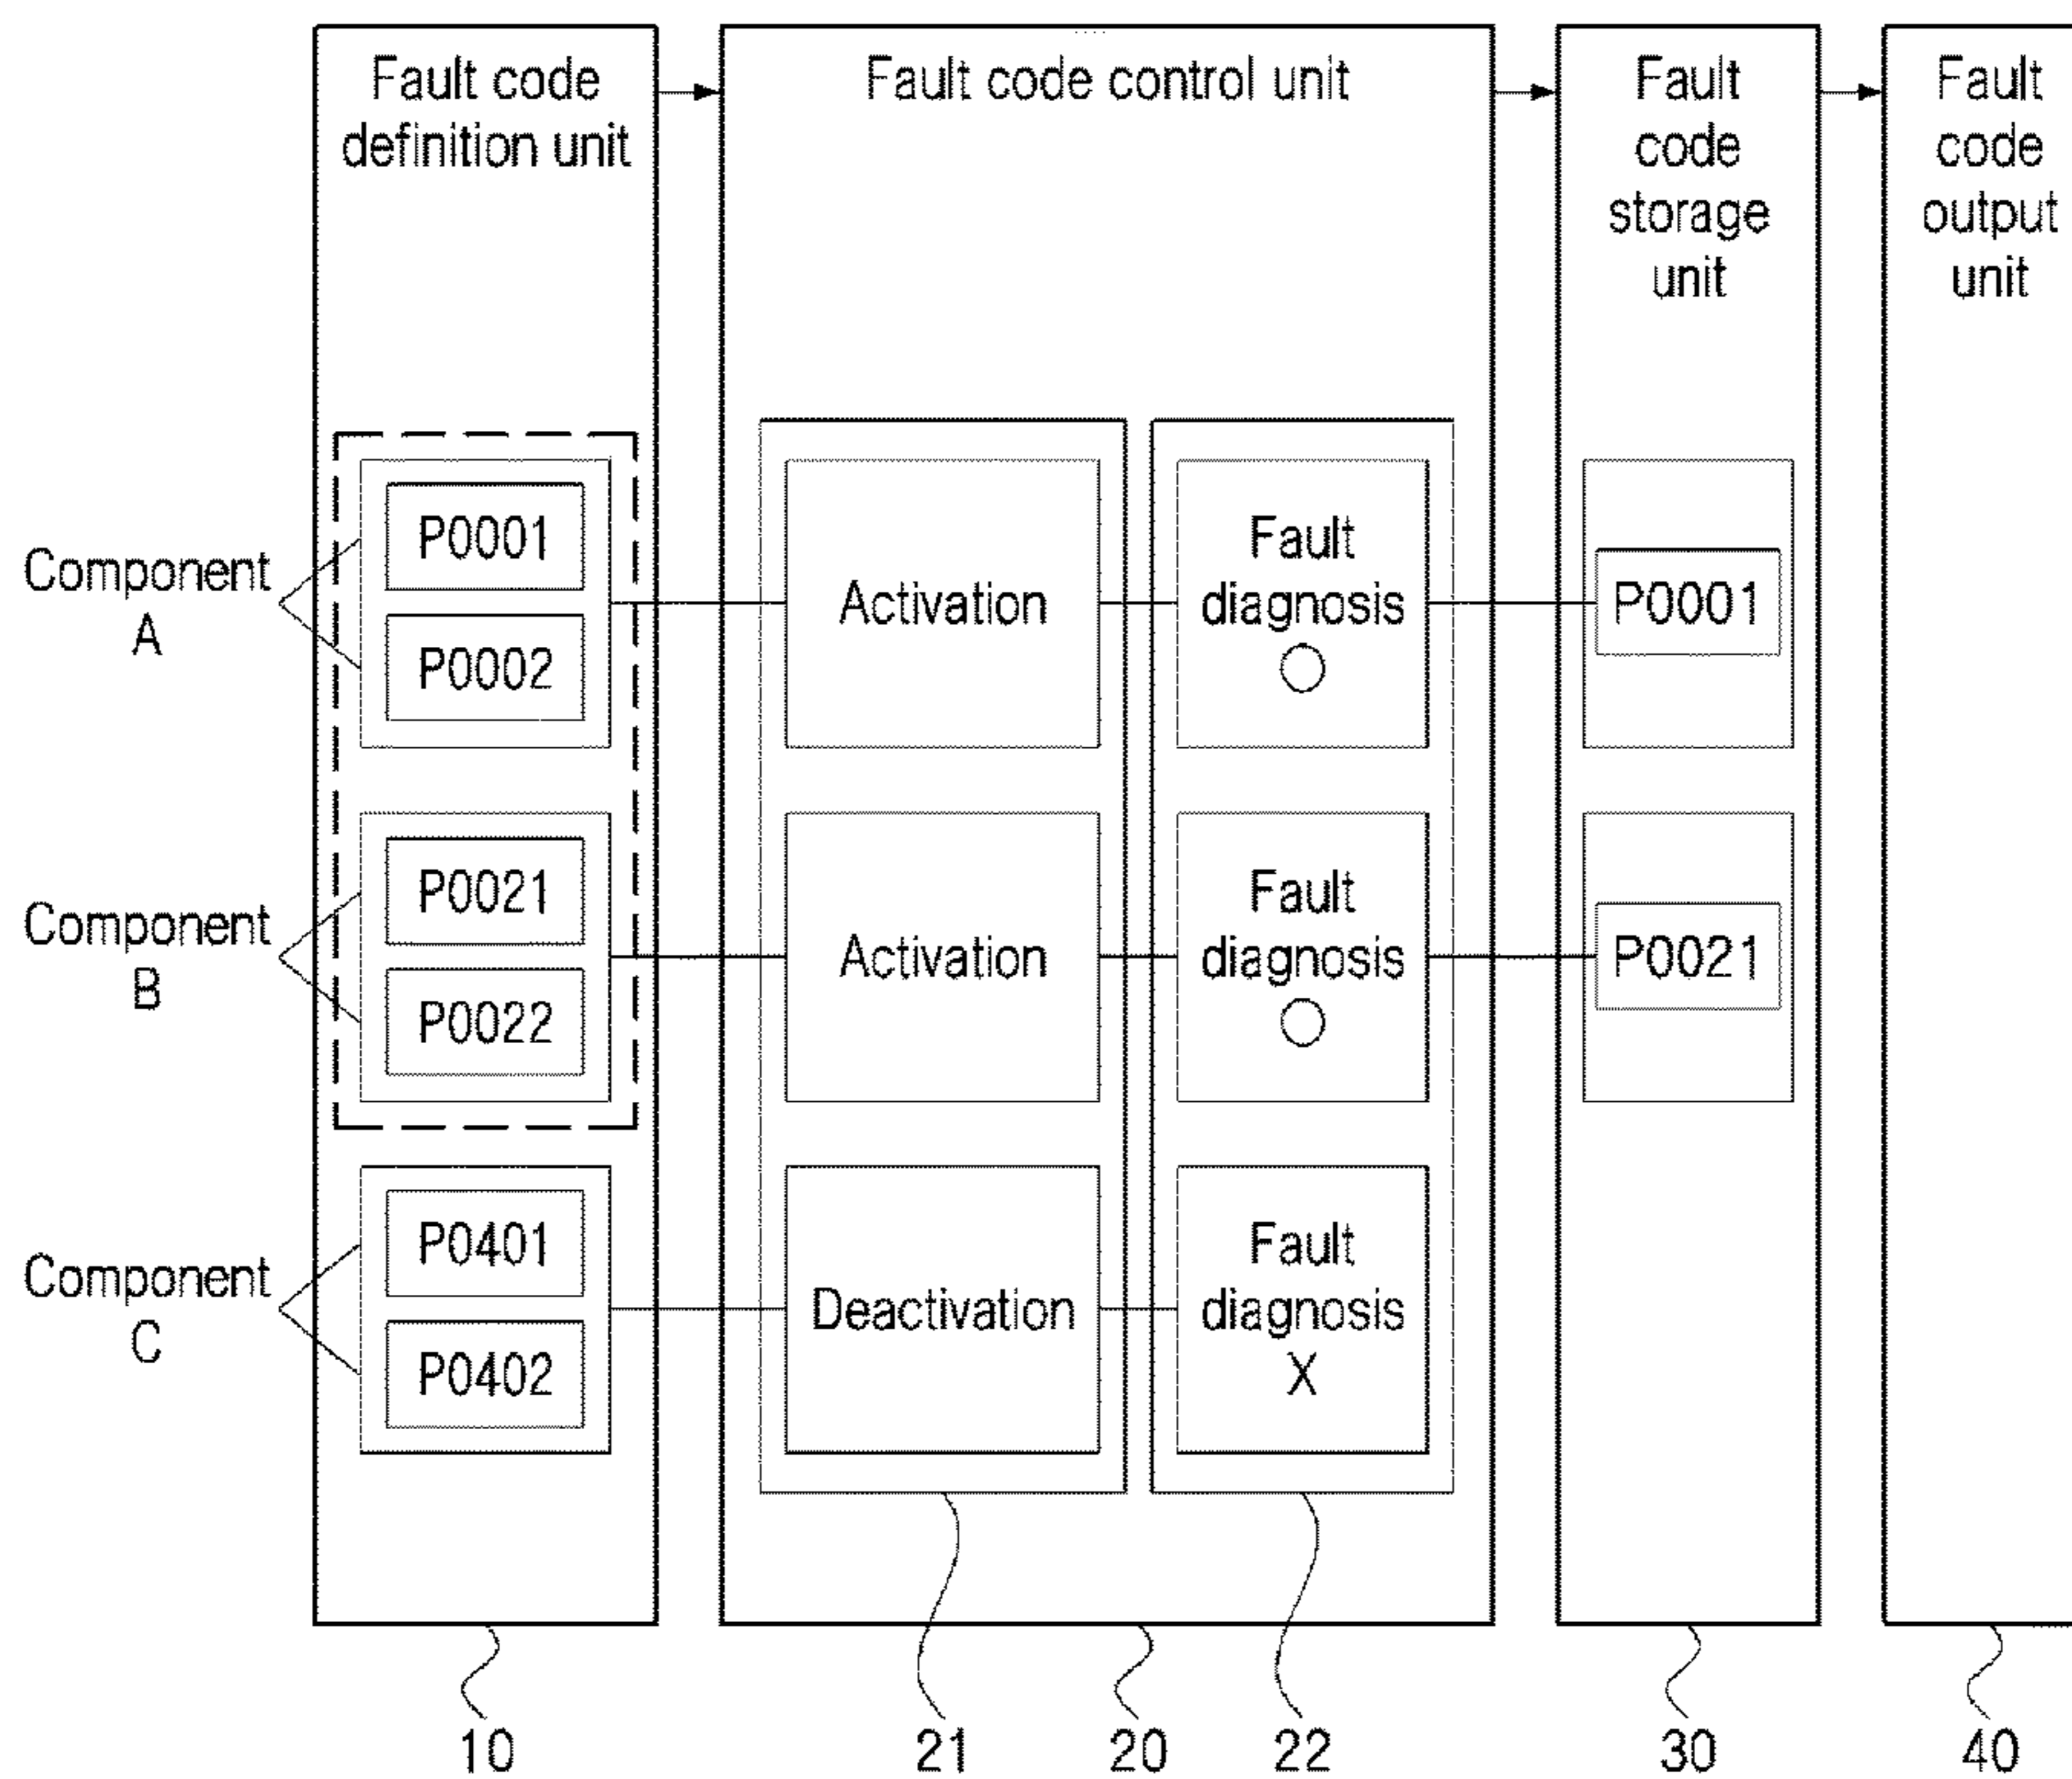 Fault code
definition unit
Fault code control unit
Fault
code
storage
unit
Fault
code
output
unit
Component
A
P0001
P0002
Activation
Fault
diagnosis
○
P0001
Component
B
P0021
P0022
Activation
Fault
diagnosis
○
P0021
Component
C
P0401
P0402
Deactivation
Fault
diagnosis
X
10
21
20
22
30
40